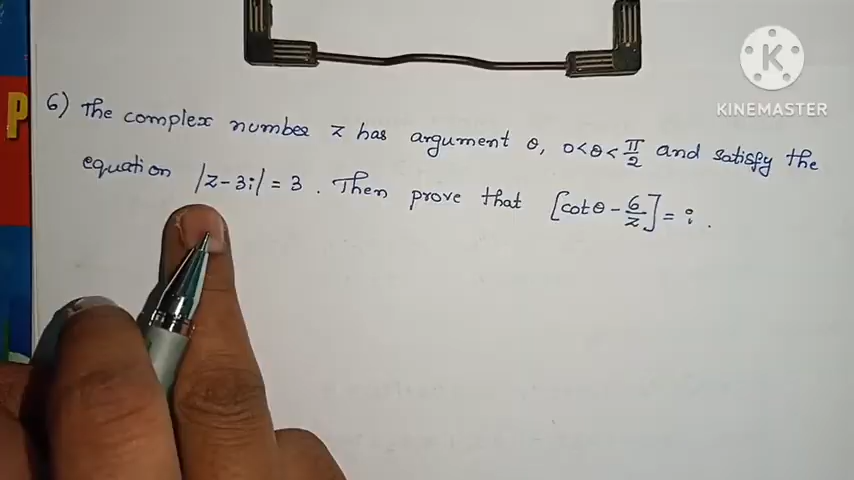 K
KINEMASTER
P
6) The complex number z has argument θ, 0<θ<π/2 and satisfy the
equation |z-3i| = 3. Then prove that [cotθ - 6/z] = i.